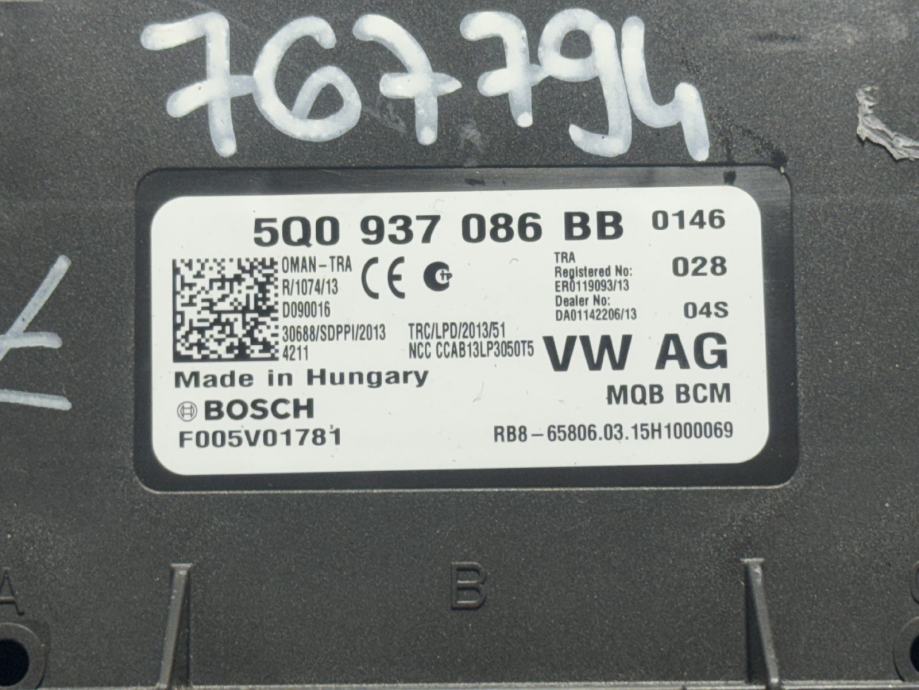 767794
5Q0 937 086 BB 0146
OMAN-TRA
R/1074/13
D090016
CE
TRA
Registered No:
ER0119093/13
Dealer No:
DA01142206/13
028
04S
30688/SDPPI/2013
4211
TRC/LPD/2013/51
NCC CCAB13LP3050T5
VW AG
Made in Hungary
MQB BCM
BOSCH
F005V01781
RB8-65806.03.15H1000069
A
B